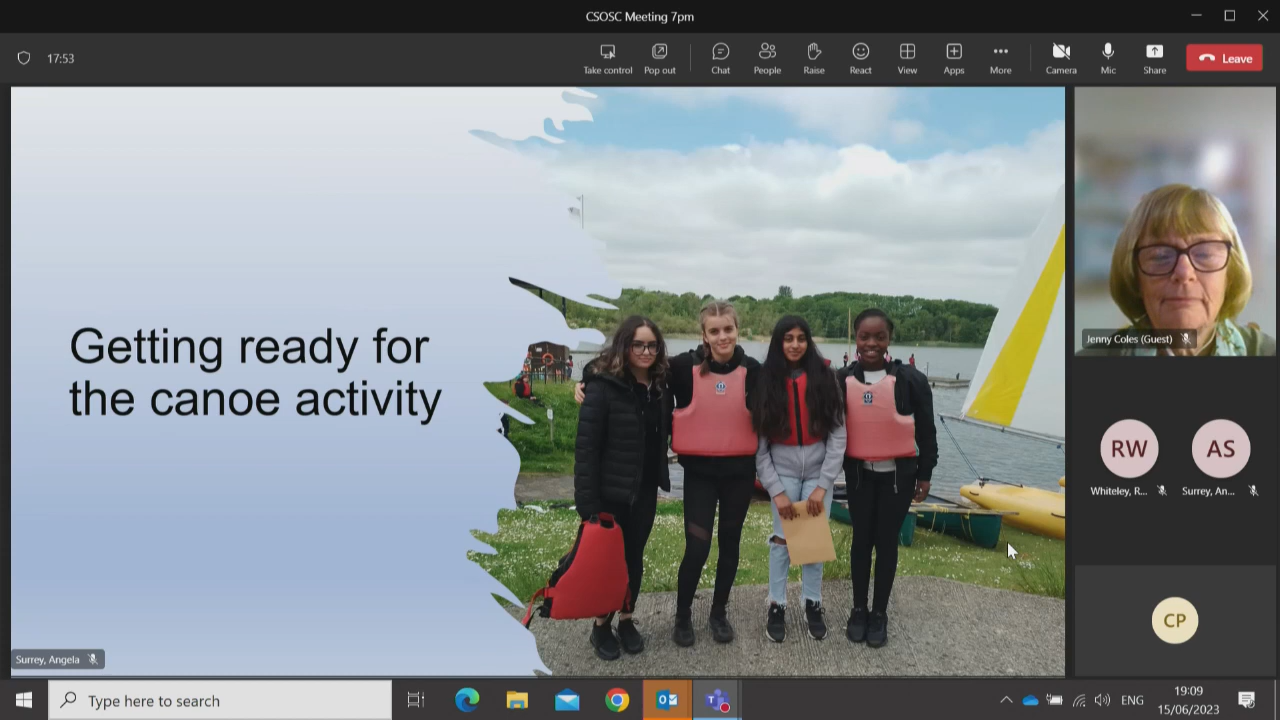 CSOSC Meeting 7pm
17:53
Take control
Pop out
Chat
People
Raise
React
View
Apps
More
Camera
Mic
Share
Leave
Getting ready for
the canoe activity
Jenny Coles (Guest)
RW
AS
Whiteley, R...
Surrey, An...
CP
Surrey, Angela
Type here to search
ENG
19:09
15/06/2023